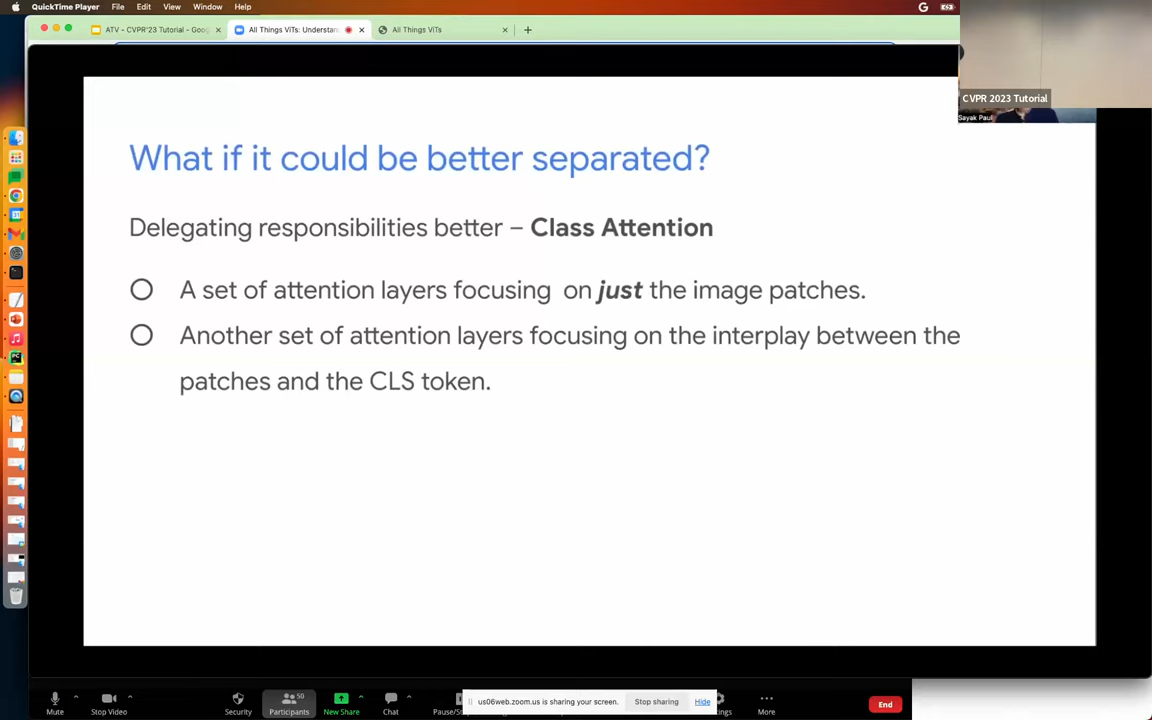 QuickTime Player File Edit View Window Help
ATV - CVPR'23 Tutorial - Goog
All Things ViTs: Understan
All Things ViTs
CVPR 2023 Tutorial
Sayak Paul
What if it could be better separated?
Delegating responsibilities better – Class Attention
A set of attention layers focusing on just the image patches.
Another set of attention layers focusing on the interplay between the
patches and the CLS token.
us06web.zoom.us is sharing your screen. Stop sharing Hide
50
Mute Stop Video Security Participants New Share Chat More End